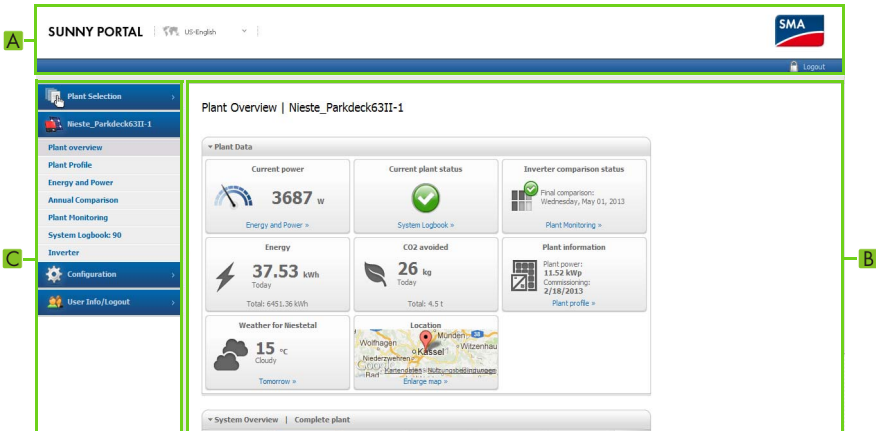 SUNNY PORTAL
US-English
SMA
A
Logout
Plant Selection
Nieste_Parkdeck63II-1
Plant overview
Plant Profile
Energy and Power
Annual Comparison
Plant Monitoring
System Logbook: 90
Inverter
Configuration
User Info/Logout
C
B
Plant Overview | Nieste_Parkdeck63II-1
Plant Data
Current power
3687 W
Energy and Power »
Current plant status
System Logbook »
Inverter comparison status
Final comparison:
Wednesday, May 01, 2013
Plant Monitoring »
Energy
37.53 kWh
Today
Total: 6451.36 kWh
CO2 avoided
26 kg
Today
Total: 4.5 t
Plant information
Plant power:
11.52 kWp
Commissioning:
2/18/2013
Plant profile »
Weather for Niestetal
15 °C
Cloudy
Tomorrow »
Location
Münden
Wolfhagen
Kassel
Witzenhau
Niederzwehren
Google
Kartendaten - Nutzungsbedingungen
Bad
Enlarge map »
System Overview | Complete plant